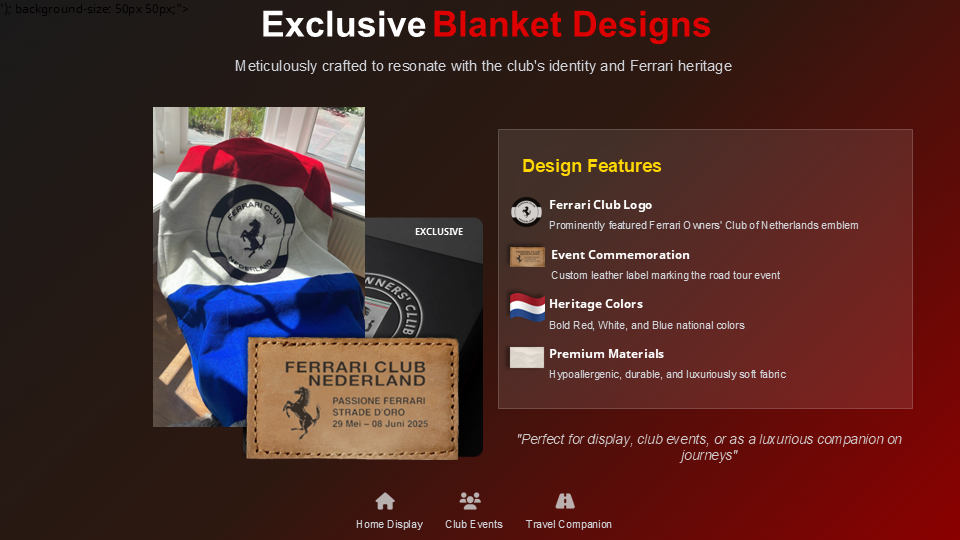 '); background-size: 50px 50px;">
Exclusive Blanket Designs
Meticulously crafted to resonate with the club's identity and Ferrari heritage
FERRARI CLUB
NEDERLAND
EXCLUSIVE
OWNERS' CLUB
FERRARI CLUB
NEDERLAND
PASSIONE FERRARI
STRADE D'ORO
29 Mei – 08 Juni 2025
Design Features
Ferrari Club Logo
Prominently featured Ferrari Owners' Club of Netherlands emblem
Event Commemoration
Custom leather label marking the road tour event
Heritage Colors
Bold Red, White, and Blue national colors
Premium Materials
Hypoallergenic, durable, and luxuriously soft fabric
"Perfect for display, club events, or as a luxurious companion on
journeys"
Home Display
Club Events
Travel Companion